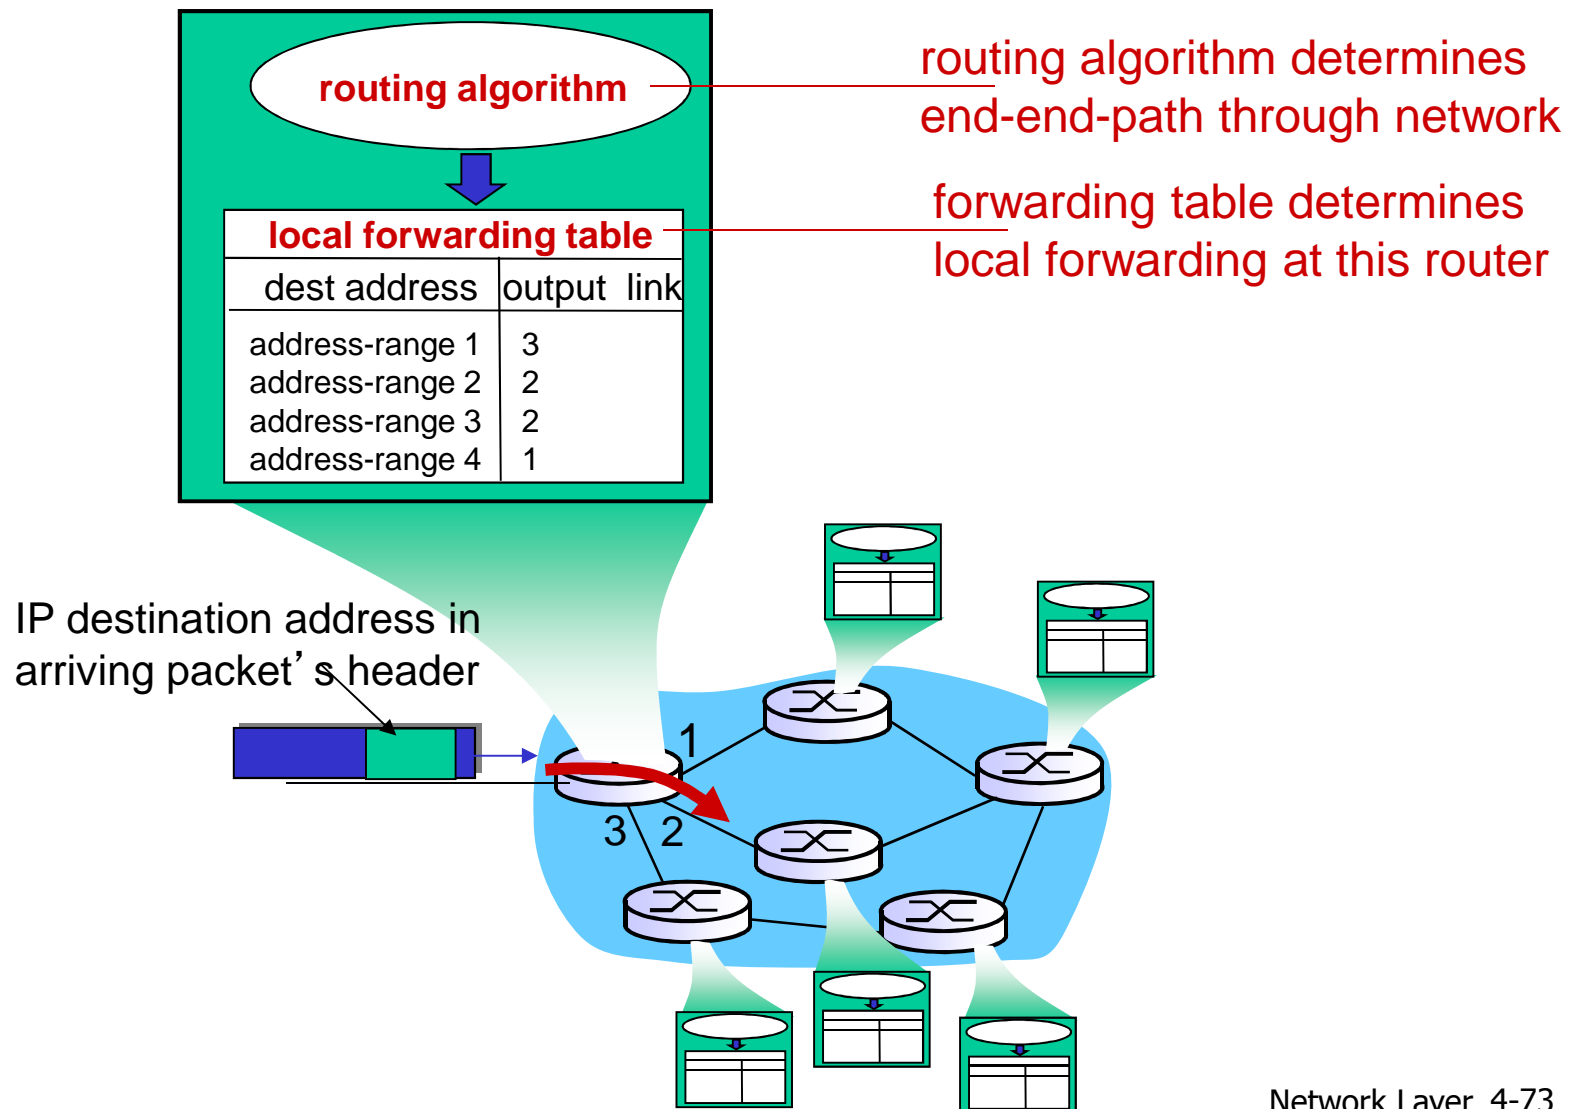 routing algorithm
routing algorithm determines
end-end-path through network
forwarding table determines
local forwarding at this router
local forwarding table
dest address output link
address-range 1 3
address-range 2 2
address-range 3 2
address-range 4 1
IP destination address in
arriving packet’s header
1
3 2
Network Layer 4-73